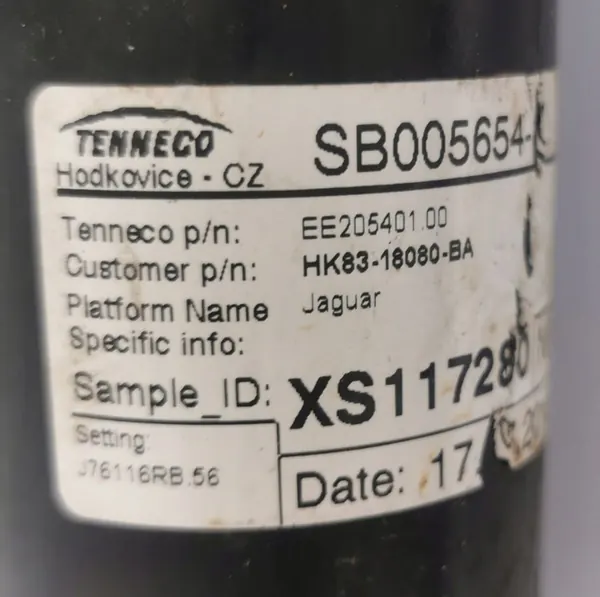 TENNECO
Hodkovice - CZ
SB005654-
Tenneco p/n: EE205401.00
Customer p/n: HK83-18080-BA
Platform Name Jaguar
Specific info:
Sample_ID: XS117280
Setting:
J76116RB.56
Date: 17.